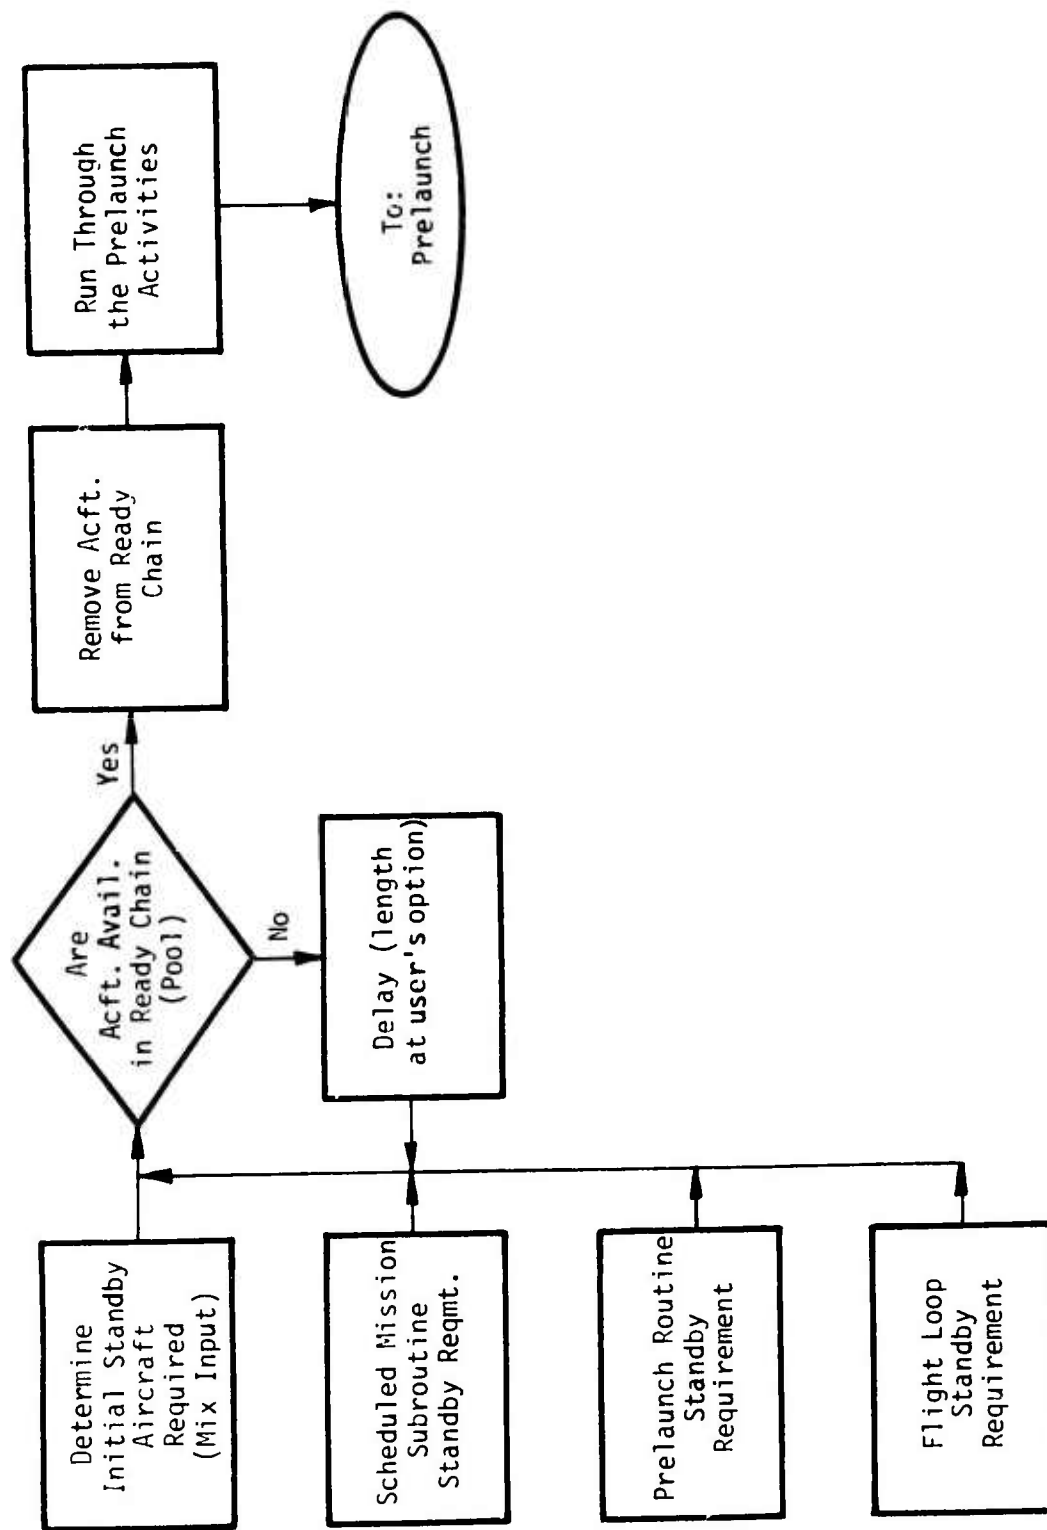 Determine
Initial Standby
Aircraft
Required
(Mix Input)
Scheduled Mission
Subroutine
Standby Reqmt.
Prelaunch Routine
Standby
Requirement
Flight Loop
Standby
Requirement
Are
Acft. Avail.
in Ready Chain
(Pool)
Yes
No
Delay (length
at user's option)
Remove Acft.
from Ready
Chain
Run Through
the Prelaunch
Activities
To:
Prelaunch